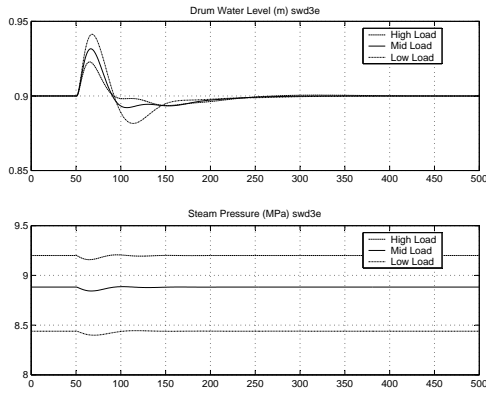 Drum Water Level (m) swd3e
0.95
High Load
Mid Load
Low Load
0.9
0.85
0 50 100 150 200 250 300 350 400 450 500
Steam Pressure (MPa) swd3e
9.5
High Load
Mid Load
Low Load
9
8.5
8
0 50 100 150 200 250 300 350 400 450 500